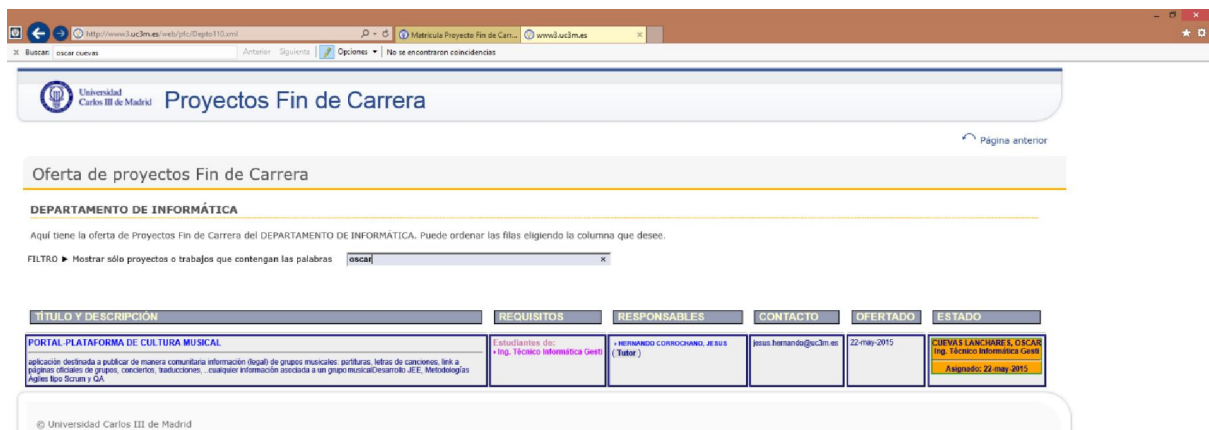 http://www3.uc3m.es/web/pfc/Depto110.xml
Matricula Proyecto Fin de Carr...
www3.uc3m.es
Buscar: oscar cuevas
Anterior Siguiente Opciones No se encontraron coincidencias
Universidad
Carlos III de Madrid
Proyectos Fin de Carrera
Página anterior
Oferta de proyectos Fin de Carrera
DEPARTAMENTO DE INFORMÁTICA
Aquí tiene la oferta de Proyectos Fin de Carrera del DEPARTAMENTO DE INFORMÁTICA. Puede ordenar las filas eligiendo la columna que desee.
FILTRO ► Mostrar sólo proyectos o trabajos que contengan las palabras oscar
TÍTULO Y DESCRIPCIÓN REQUISITOS RESPONSABLES CONTACTO OFERTADO ESTADO
PORTAL-PLATAFORMA DE CULTURA MUSICAL
aplicación destinada a publicar de manera comunitaria información (legal) de grupos musicales: partituras, letras de canciones, link a
páginas oficiales de grupos, conciertos, traducciones, ...cualquier información asociada a un grupo musicalDesarrollo JEE, Metodologías
Agiles tipo Scrum y QA
Estudiantes de:
• Ing. Técnico Informática Gesti
• HERNANDO CORROCHANO, JESUS
( Tutor )
jesus.hernando@uc3m.es
22-may-2015
CUEVAS LANCHARES, OSCAR
Ing. Técnico Informática Gesti
Asignado: 22-may-2015
© Universidad Carlos III de Madrid